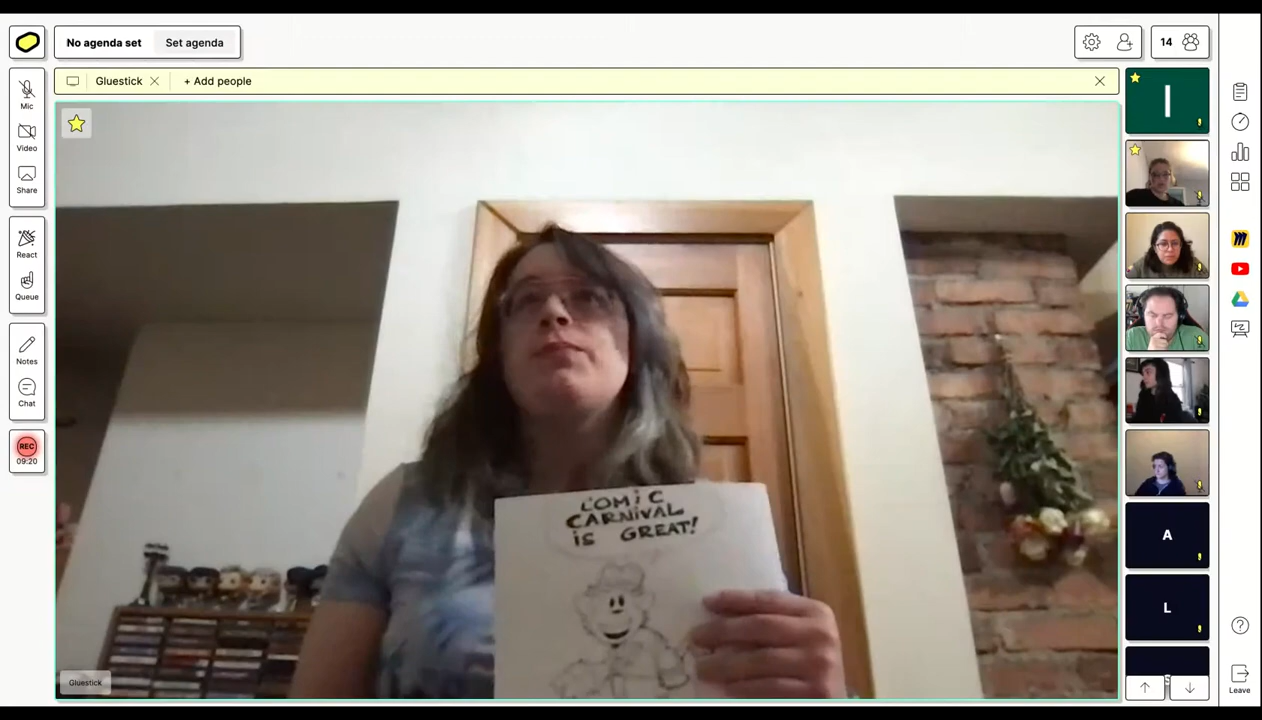 No agenda set Set agenda
14
Gluestick + Add people
Mic
Video
Share
React
Queue
Notes
Chat
REC
09:20
COMIC
CARNIVAL
IS GREAT!
Gluestick
I
A
L
Leave